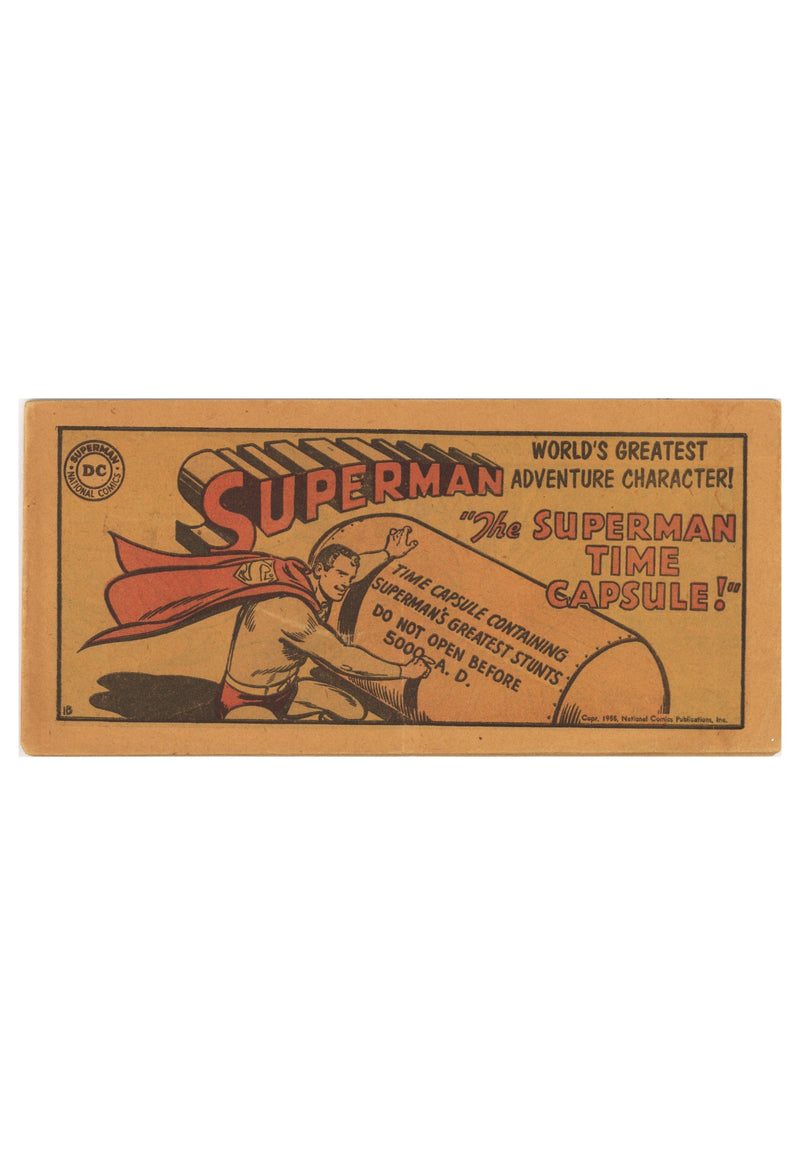 SUPERMAN
DC
NATIONAL COMICS
SUPERMAN
WORLD'S GREATEST
ADVENTURE CHARACTER!
"The SUPERMAN
TIME
CAPSULE!"
TIME CAPSULE CONTAINING
SUPERMAN'S GREATEST STUNTS.
DO NOT OPEN BEFORE
5000 A. D.
Copr. 1955, National Comics Publications, Inc.